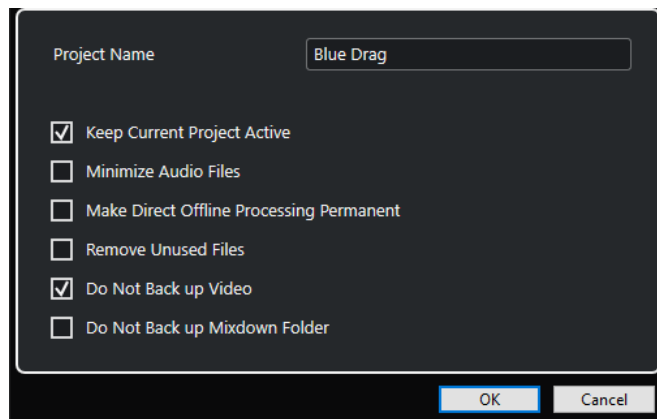 Project Name Blue Drag
Keep Current Project Active
Minimize Audio Files
Make Direct Offline Processing Permanent
Remove Unused Files
Do Not Back up Video
Do Not Back up Mixdown Folder
OK Cancel